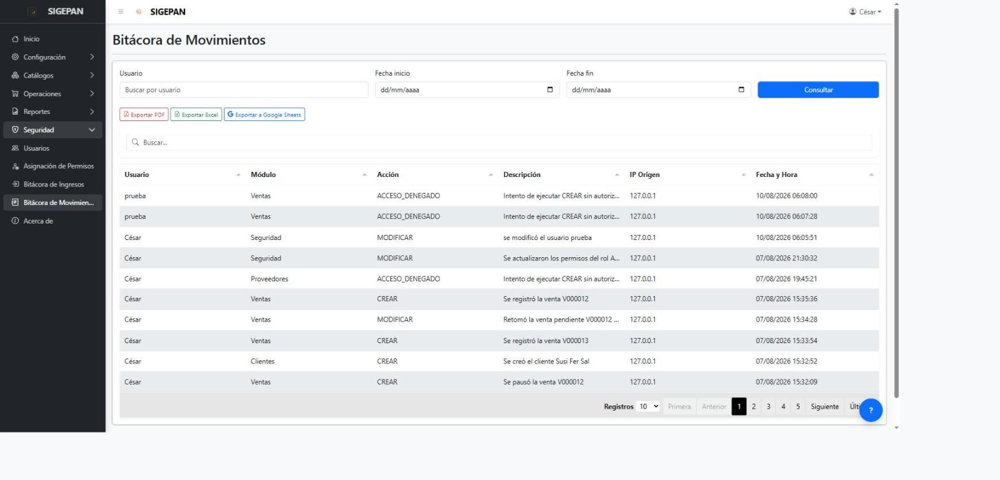 SIGEPAN
SIGEPAN
César
Inicio
Configuración
Catálogos
Operaciones
Reportes
Seguridad
Usuarios
Asignación de Permisos
Bitácora de Ingresos
Bitácora de Movimien...
Acerca de
Bitácora de Movimientos
Usuario Fecha inicio Fecha fin
Buscar por usuario dd/mm/aaaa dd/mm/aaaa Consultar
Exportar PDF Exportar Excel Exportar a Google Sheets
Buscar...
Usuario Módulo Acción Descripción IP Origen Fecha y Hora
prueba Ventas ACCESO_DENEGADO Intento de ejecutar CREAR sin autoriz... 127.0.0.1 10/08/2026 06:08:00
prueba Ventas ACCESO_DENEGADO Intento de ejecutar CREAR sin autoriz... 127.0.0.1 10/08/2026 06:07:28
César Seguridad MODIFICAR se modificó el usuario prueba 127.0.0.1 10/08/2026 06:05:51
César Seguridad MODIFICAR Se actualizaron los permisos del rol A... 127.0.0.1 07/08/2026 21:30:32
César Proveedores ACCESO_DENEGADO Intento de ejecutar CREAR sin autoriz... 127.0.0.1 07/08/2026 19:45:21
César Ventas CREAR Se registró la venta V000012 127.0.0.1 07/08/2026 15:35:36
César Ventas MODIFICAR Retomó la venta pendiente V000012 ... 127.0.0.1 07/08/2026 15:34:28
César Ventas CREAR Se registró la venta V000013 127.0.0.1 07/08/2026 15:33:54
César Clientes CREAR Se creó el cliente Susi Fer Sal 127.0.0.1 07/08/2026 15:32:52
César Ventas CREAR Se pausó la venta V000012 127.0.0.1 07/08/2026 15:32:09
Registros 10 Primera Anterior 1 2 3 4 5 Siguiente Últi
?